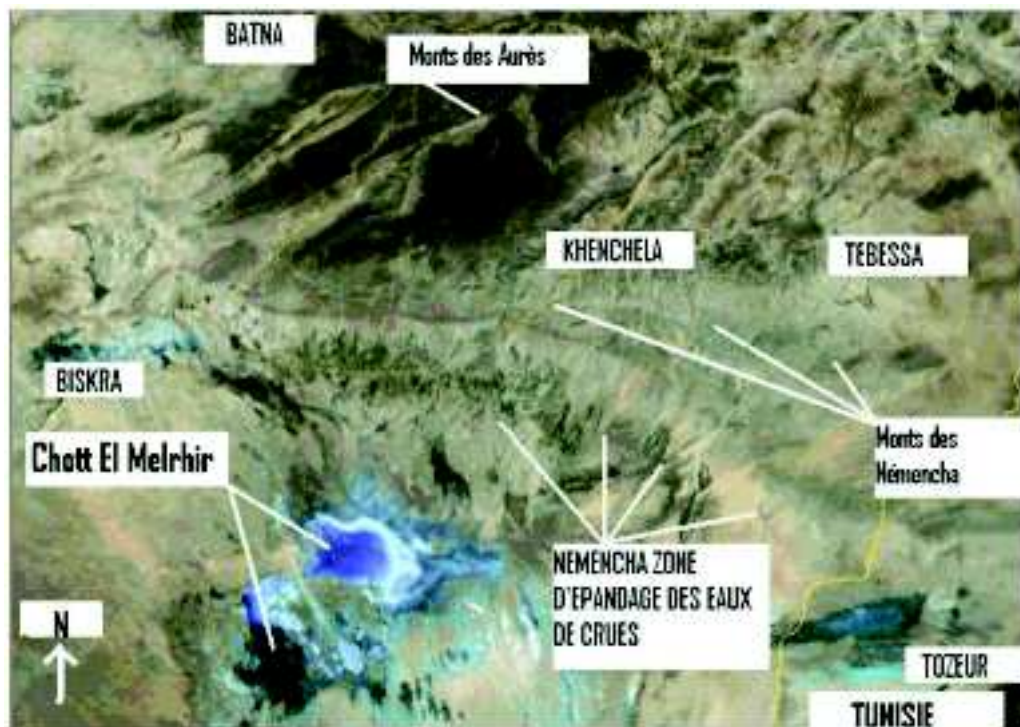 BATNA
Monts des Aurès
KHENCHELA
TEBESSA
BISKRA
Chott El Melrhir
Monts des
Némencha
NEMENCHA ZONE
D'EPANDAGE DES EAUX
DE CRUES
N
TOZEUR
TUNISIE